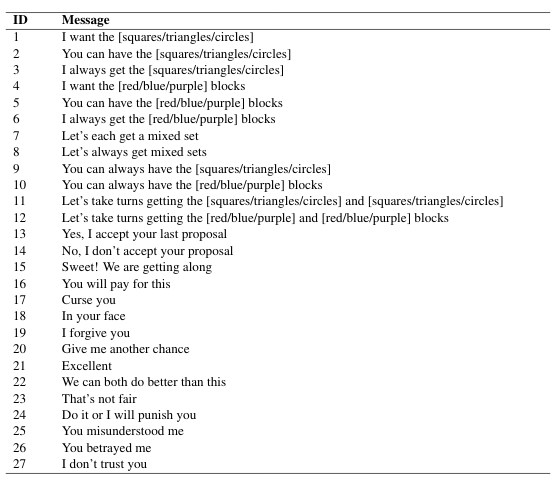 ID Message
1 I want the [squares/triangles/circles]
2 You can have the [squares/triangles/circles]
3 I always get the [squares/triangles/circles]
4 I want the [red/blue/purple] blocks
5 You can have the [red/blue/purple] blocks
6 I always get the [red/blue/purple] blocks
7 Let's each get a mixed set
8 Let's always get mixed sets
9 You can always have the [squares/triangles/circles]
10 You can always have the [red/blue/purple] blocks
11 Let's take turns getting the [squares/triangles/circles] and [squares/triangles/circles]
12 Let's take turns getting the [red/blue/purple] and [red/blue/purple] blocks
13 Yes, I accept your last proposal
14 No, I don't accept your proposal
15 Sweet! We are getting along
16 You will pay for this
17 Curse you
18 In your face
19 I forgive you
20 Give me another chance
21 Excellent
22 We can both do better than this
23 That's not fair
24 Do it or I will punish you
25 You misunderstood me
26 You betrayed me
27 I don't trust you